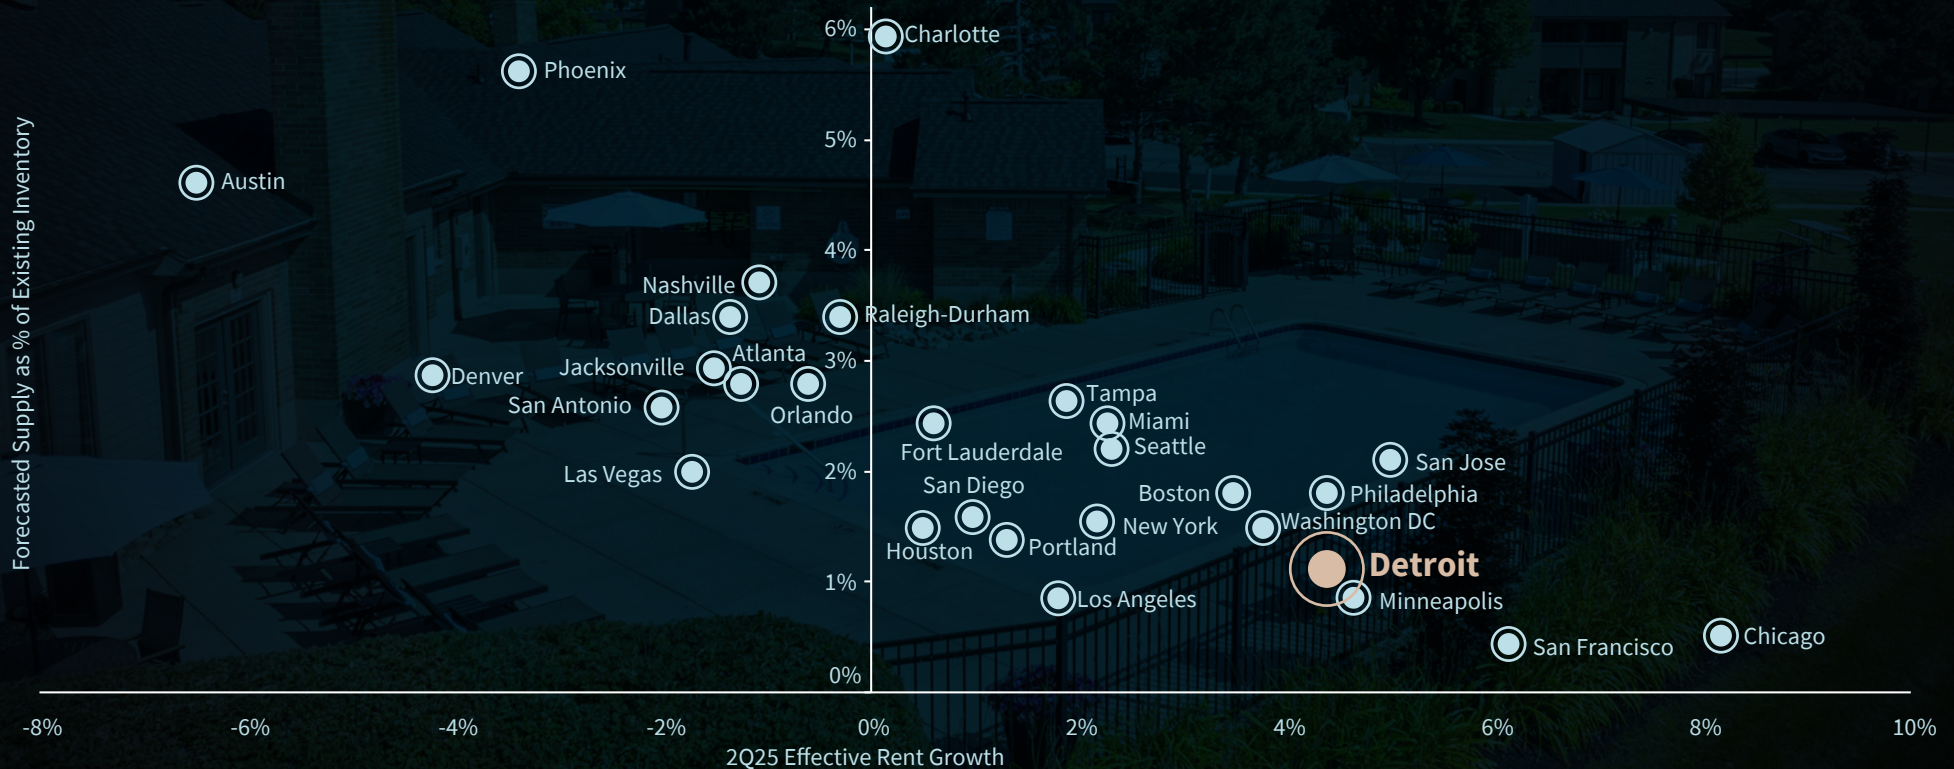 6%
Charlotte
Phoenix
5%
Austin
4%
Nashville
Dallas
Raleigh-Durham
Atlanta
3%
Jacksonville
Denver
San Antonio
Orlando
Tampa
Miami
Seattle
Fort Lauderdale
San Jose
2%
Las Vegas
San Diego
Boston
Philadelphia
New York
Washington DC
Houston
Portland
Detroit
1%
Los Angeles
Minneapolis
San Francisco
Chicago
0%
Forecasted Supply as % of Existing Inventory
-8% -6% -4% -2% 0% 2% 4% 6% 8% 10%
2Q25 Effective Rent Growth